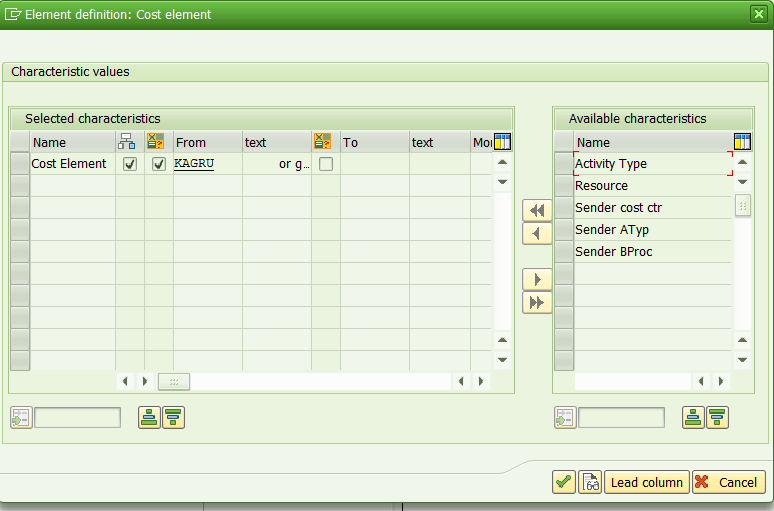 Element definition: Cost element
Characteristic values
Selected characteristics
Name From text To text Mor
Cost Element KAGRU or g...
Available characteristics
Name
Activity Type
Resource
Sender cost ctr
Sender ATyp
Sender BProc
Lead column Cancel